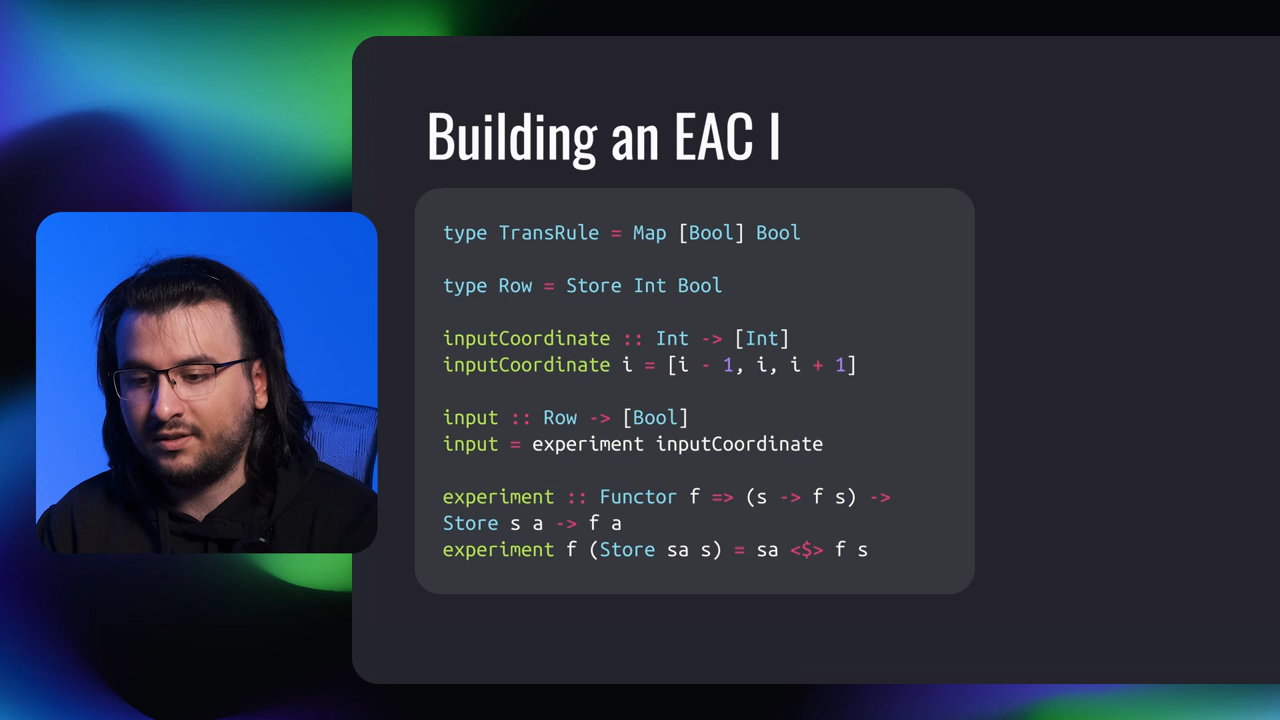 Building an EAC I
type TransRule = Map [Bool] Bool
type Row = Store Int Bool
inputCoordinate :: Int -> [Int]
inputCoordinate i = [i - 1, i, i + 1]
input :: Row -> [Bool]
input = experiment inputCoordinate
experiment :: Functor f => (s -> f s) ->
Store s a -> f a
experiment f (Store sa s) = sa <$> f s